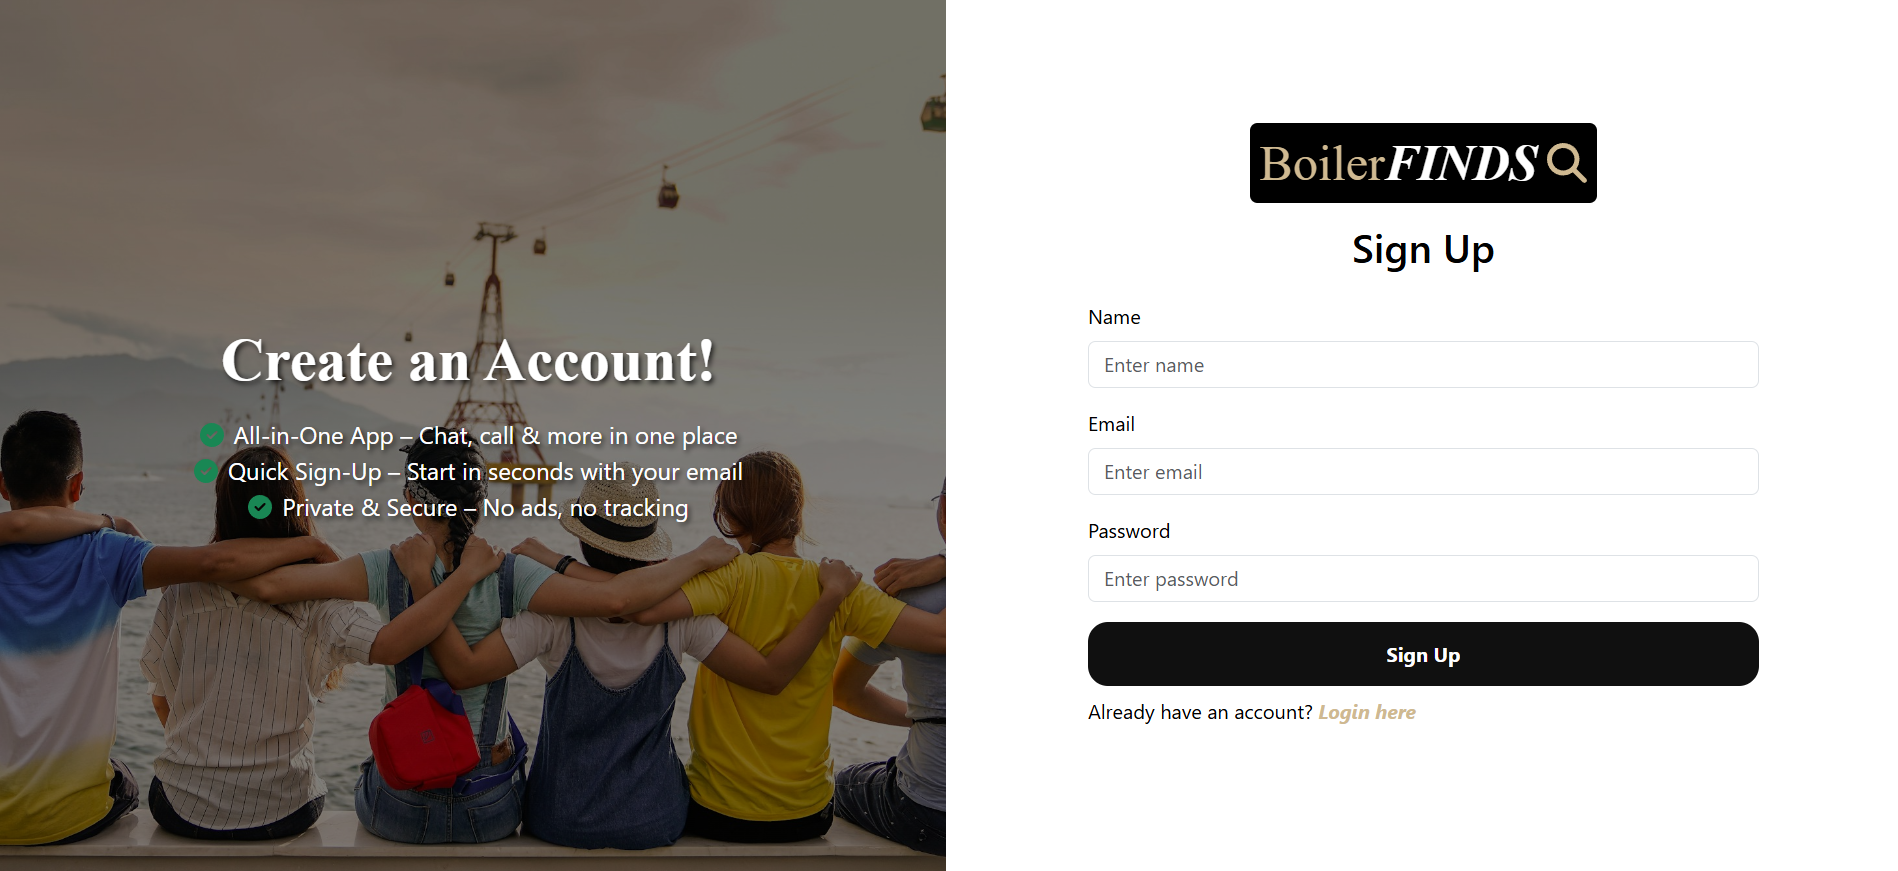 Create an Account!
All-in-One App – Chat, call & more in one place
Quick Sign-Up – Start in seconds with your email
Private & Secure – No ads, no tracking
BoilerFINDS
Sign Up
Name
Enter name
Email
Enter email
Password
Enter password
Sign Up
Already have an account? Login here